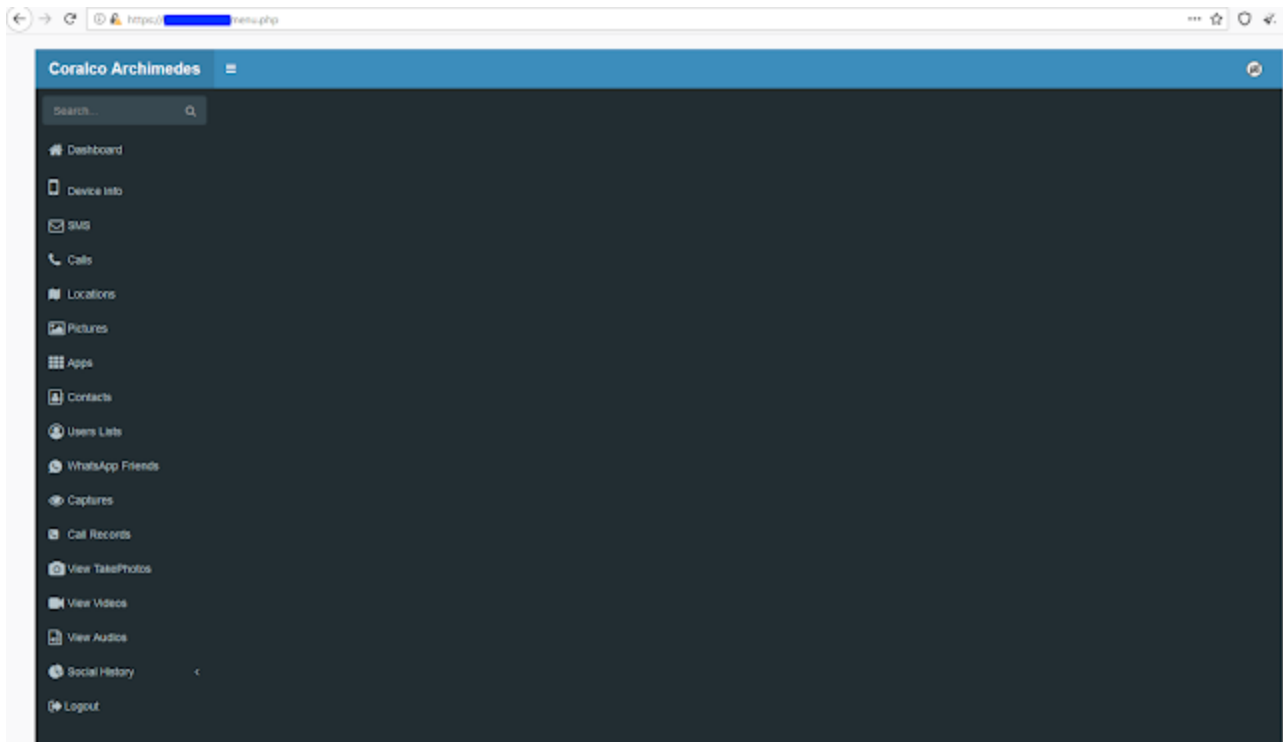 https:// menu.php
Coralco Archimedes
Search...
Dashboard
Device Info
SMS
Calls
Locations
Pictures
Apps
Contacts
Users Lists
WhatsApp Friends
Captures
Call Records
View TakePhotos
View Videos
View Audios
Social History
Logout